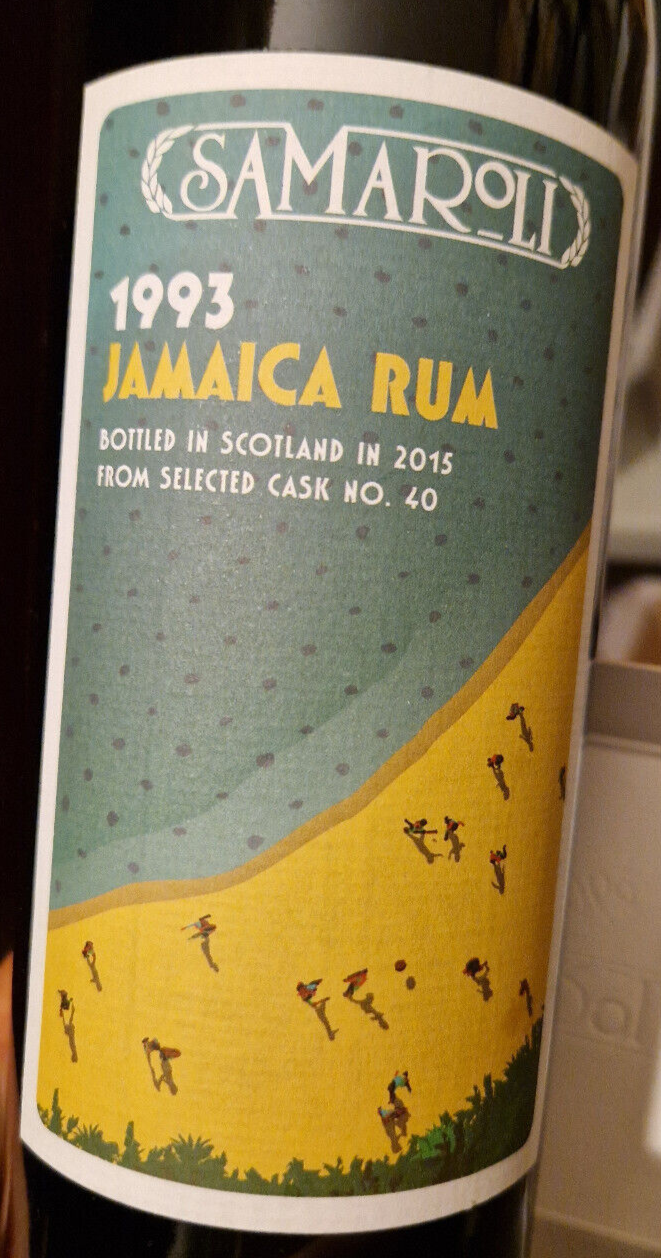 SAMAROLI
1993
JAMAICA RUM
BOTTLED IN SCOTLAND IN 2015
FROM SELECTED CASK NO. 40